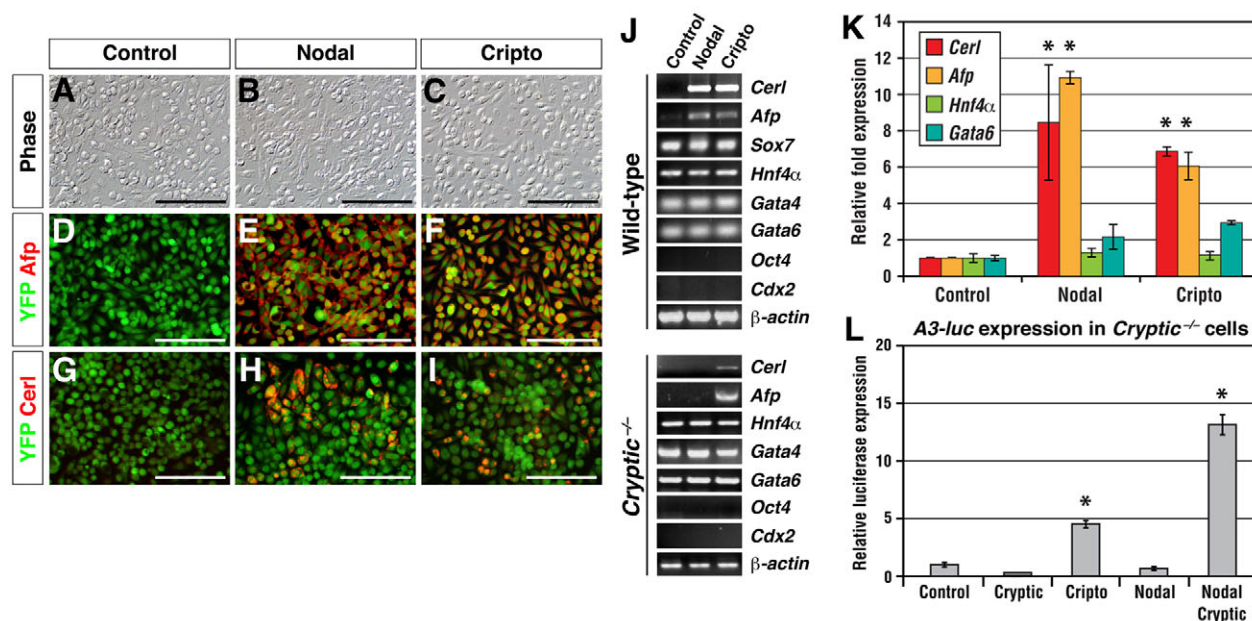 Control Nodal Cripto
Phase
A B C
YFP Afp
D E F
YFP Cerl
G H I
J
Control Nodal Cripto
Wild-type
Cerl
Afp
Sox7
Hnf4α
Gata4
Gata6
Oct4
Cdx2
β-actin
Cryptic-/-
Cerl
Afp
Hnf4α
Gata4
Gata6
Oct4
Cdx2
β-actin
K
Relative fold expression
14
12
10
8
6
4
2
0
Cerl
Afp
Hnf4α
Gata6
* *
* *
Control Nodal Cripto
L
A3-luc expression in Cryptic-/- cells
Relative luciferase expression
20
15
10
5
0
*
*
Control Cryptic Cripto Nodal Nodal
Cryptic